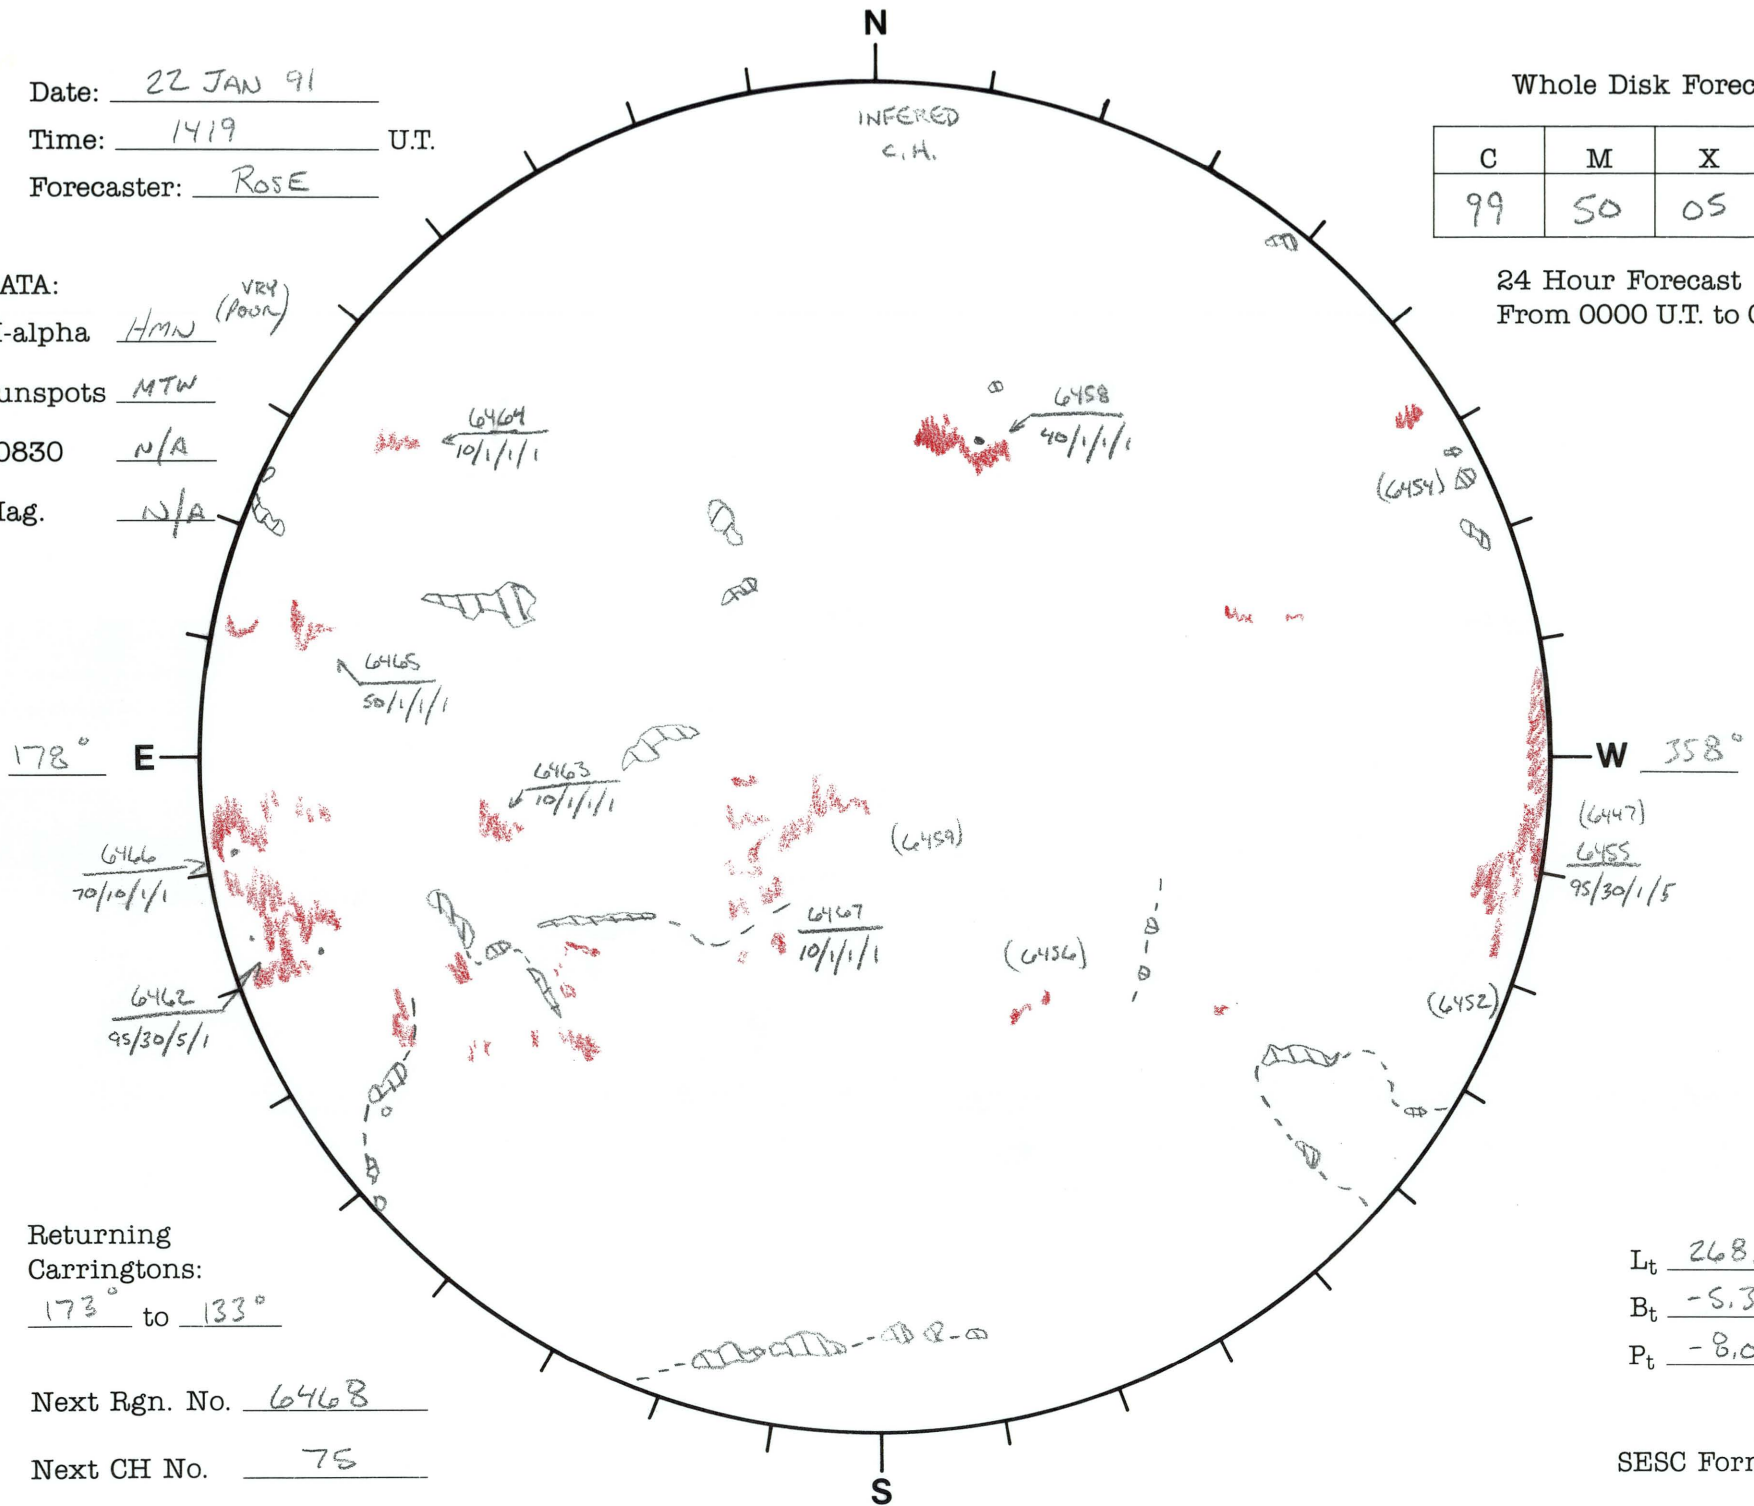 N
Date: 22 JAN 91
Time: 1419 U.T.
Forecaster: ROSE
INFERED
C.H.
Whole Disk Forec
C M X
99 50 05
24 Hour Forecast
From 0000 U.T. to 0
ATA:
I-alpha HMN (VRY POOR)
unspots MTW
0830 N/A
Mag. N/A
6464
10/1/1/1
6458
40/1/1/1
(6454)
6465
50/1/1/1
178° E
W 358°
6463
10/1/1/1
(6459)
(6447)
6455
95/30/1/5
6466
70/10/1/1
6467
10/1/1/1
(6456)
(6452)
6462
95/30/5/1
Returning
Carringtons:
173° to 133°
Lt 268.
Bt -5.3
Pt -8.0
Next Rgn. No. 6468
Next CH No. 75
S
SESC Forr